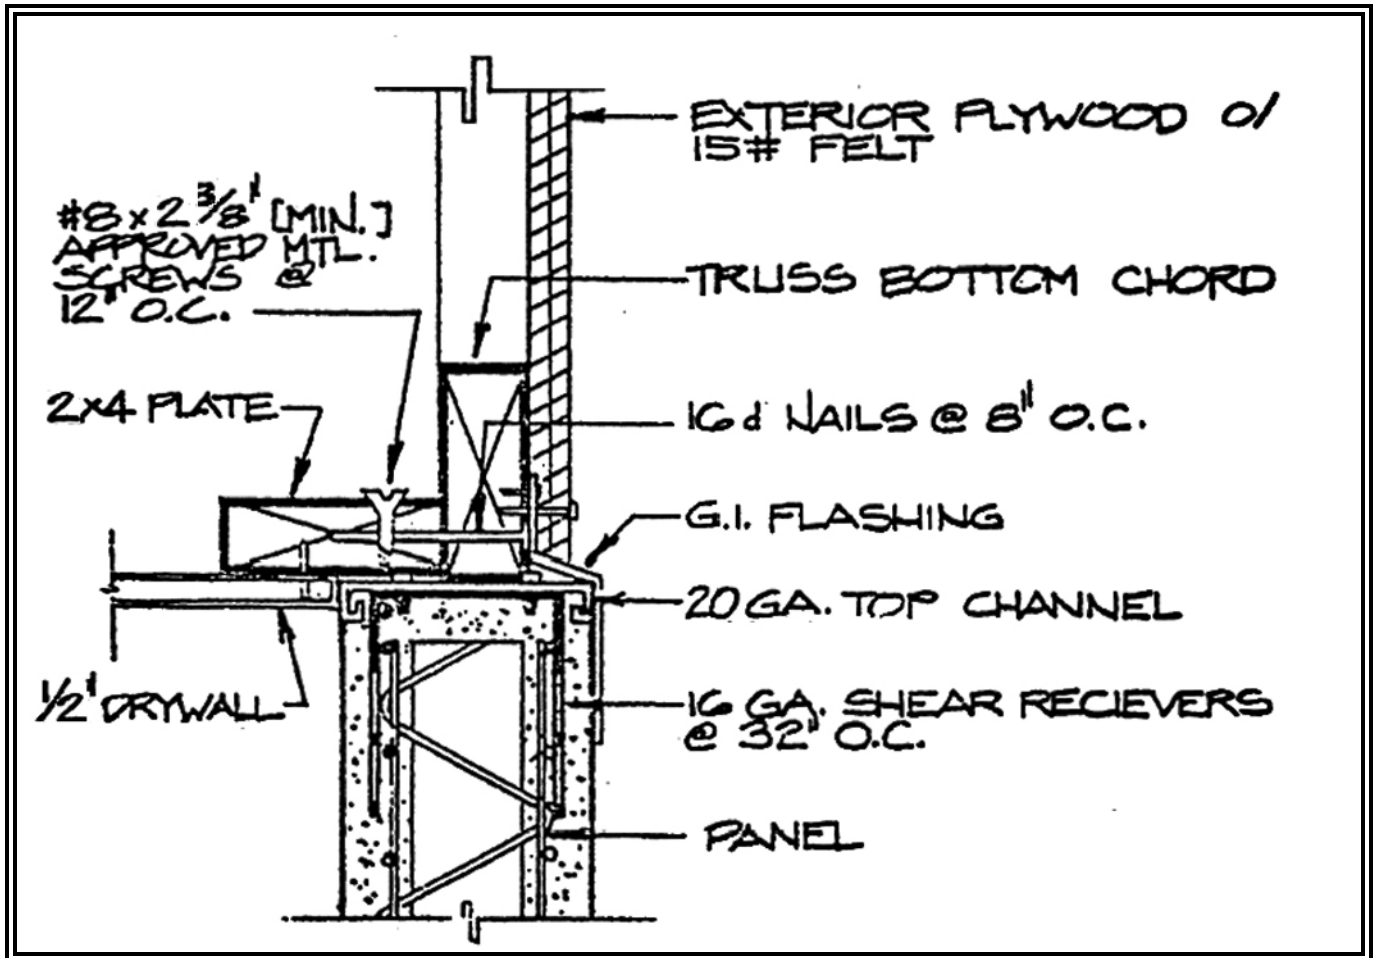 EXTERIOR PLYWOOD O/
15# FELT
#8 x 2 3/8" [MIN.]
APPROVED MTL.
SCREWS @
12" O.C.
TRUSS BOTTOM CHORD
2x4 PLATE
16d NAILS @ 8" O.C.
G.I. FLASHING
20 GA. TOP CHANNEL
1/2" DRYWALL
16 GA. SHEAR RECIEVERS
@ 32" O.C.
PANEL